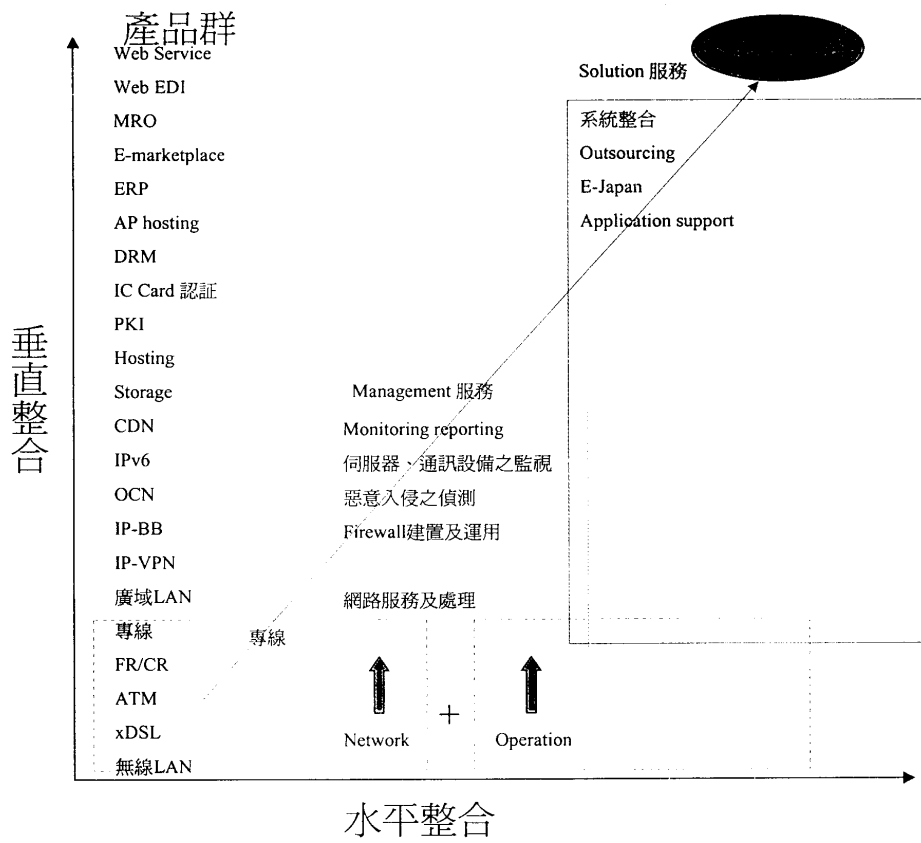 產品群
Web Service
Web EDI
MRO
E-marketplace
ERP
AP hosting
DRM
IC Card 認証
PKI
Hosting
Storage
CDN
IPv6
OCN
IP-BB
IP-VPN
廣域LAN
專線
FR/CR
ATM
xDSL
無線LAN
垂直整合
Management 服務
Monitoring reporting
伺服器、通訊設備之監視
惡意入侵之偵測
Firewall建置及運用
網路服務及處理
專線
Network
+
Operation
Solution 服務
系統整合
Outsourcing
E-Japan
Application support
水平整合